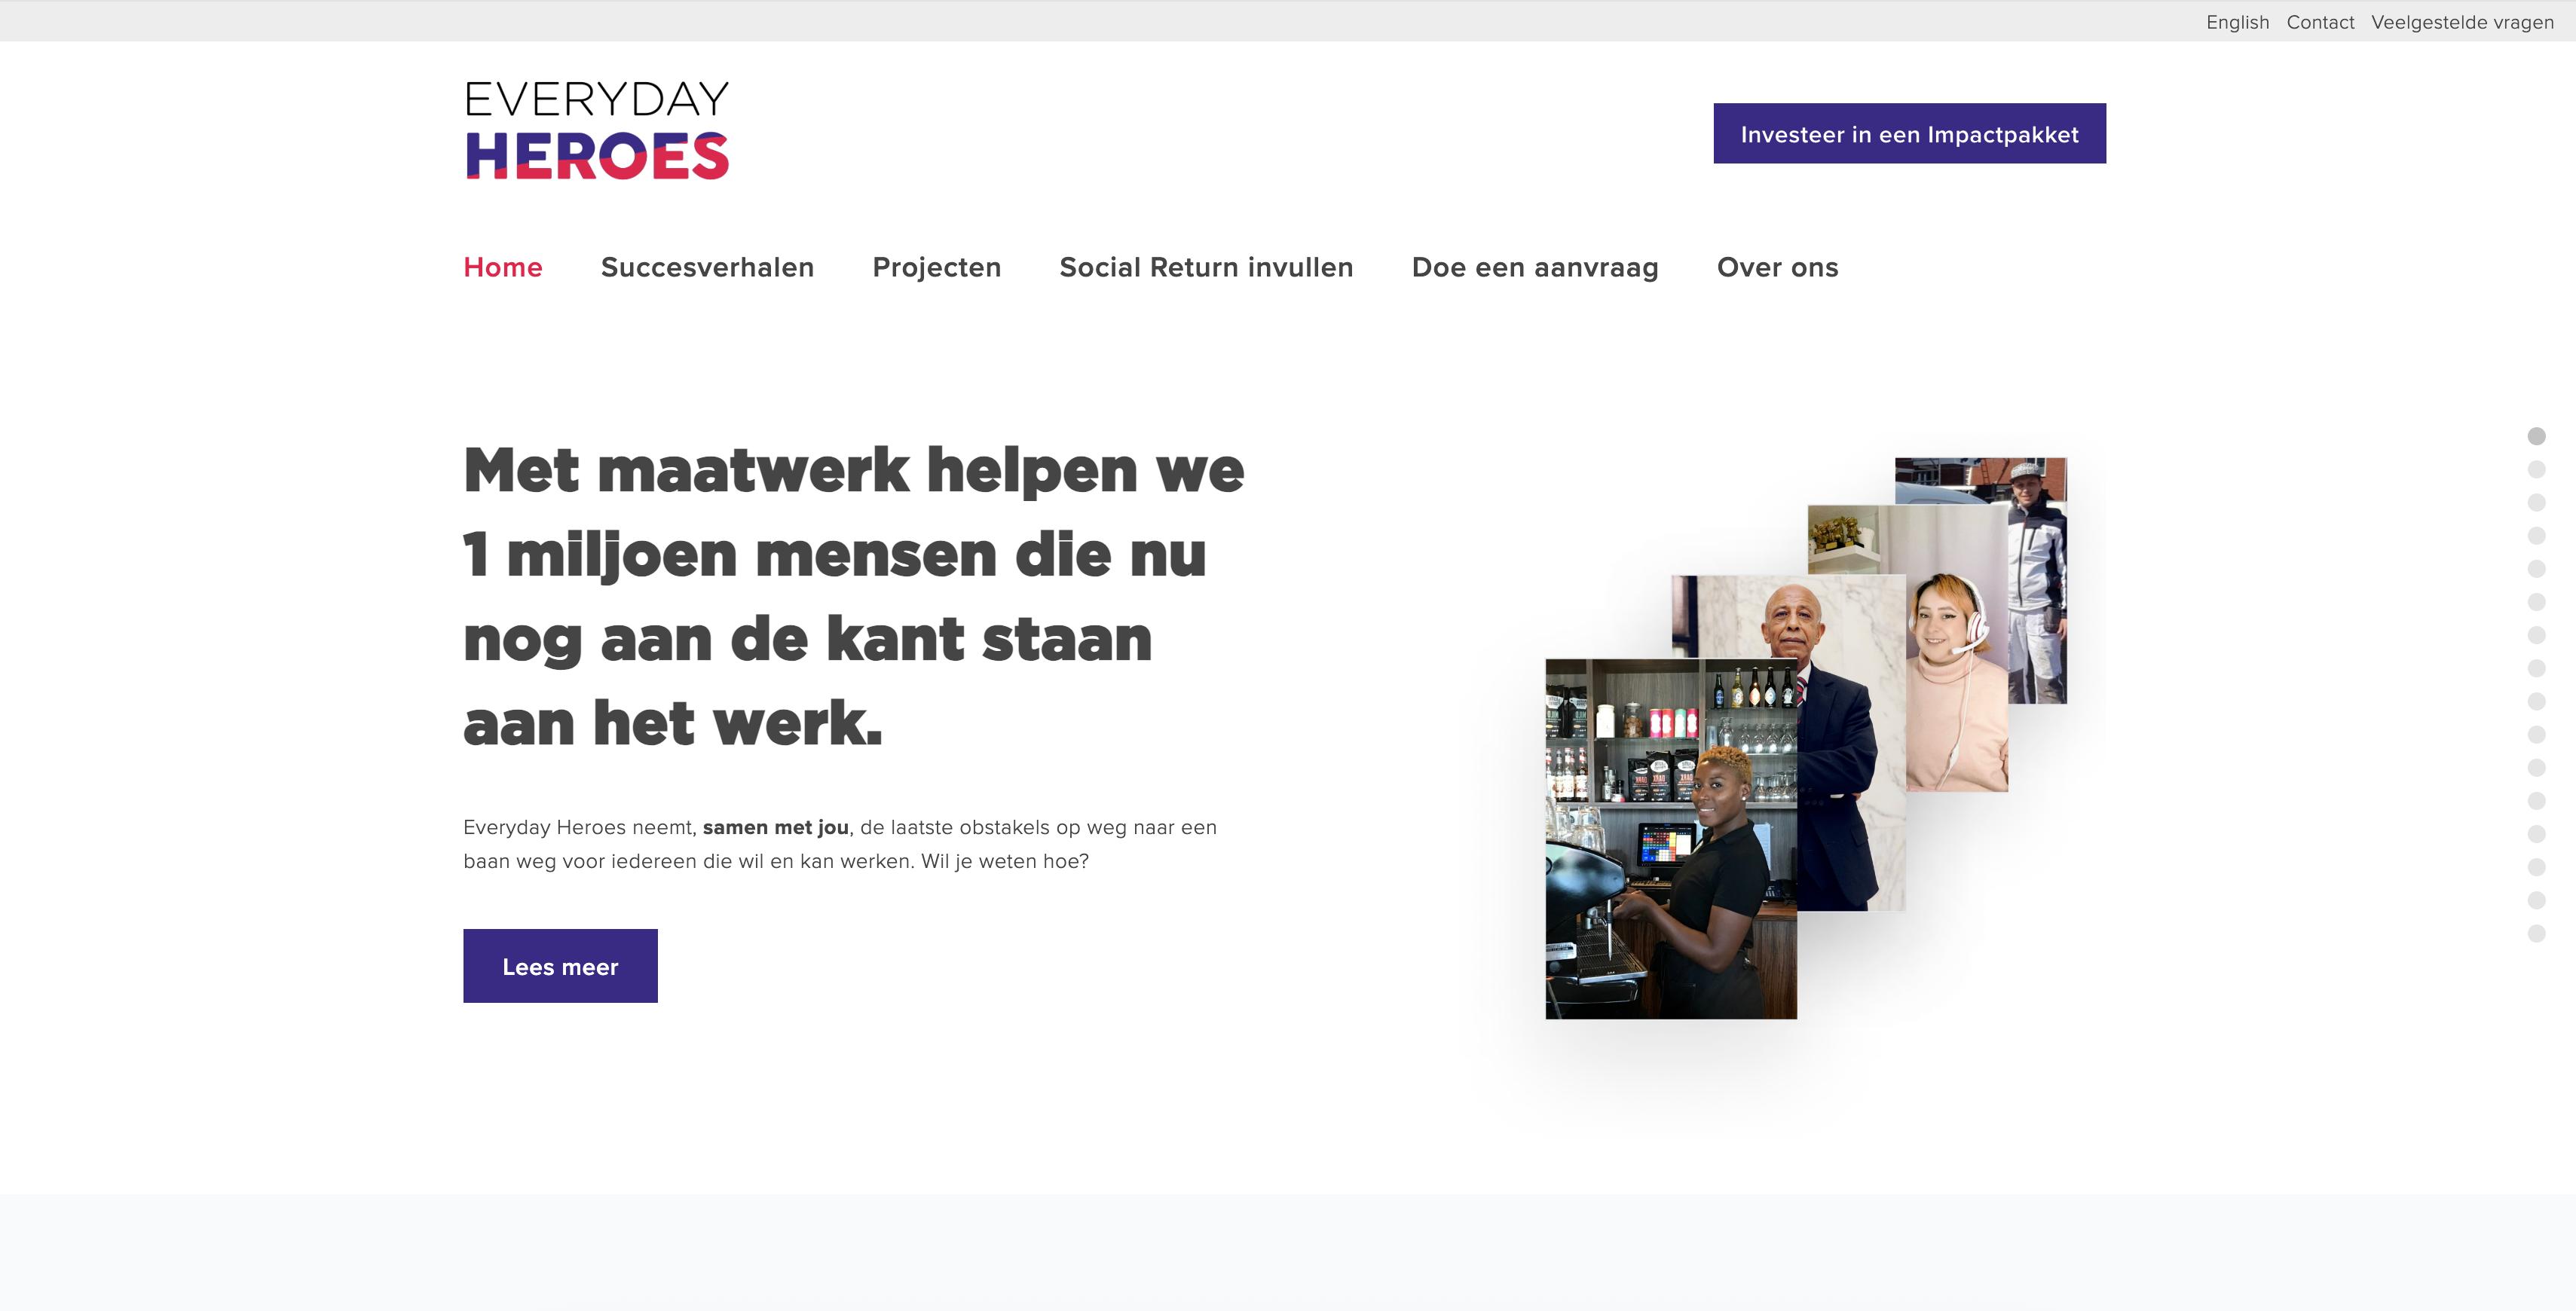 English Contact Veelgestelde vragen
EVERYDAY
HEROES
Investeer in een Impactpakket
Home Succesverhalen Projecten Social Return invullen Doe een aanvraag Over ons
Met maatwerk helpen we
1 miljoen mensen die nu
nog aan de kant staan
aan het werk.
Everyday Heroes neemt, samen met jou, de laatste obstakels op weg naar een
baan weg voor iedereen die wil en kan werken. Wil je weten hoe?
Lees meer